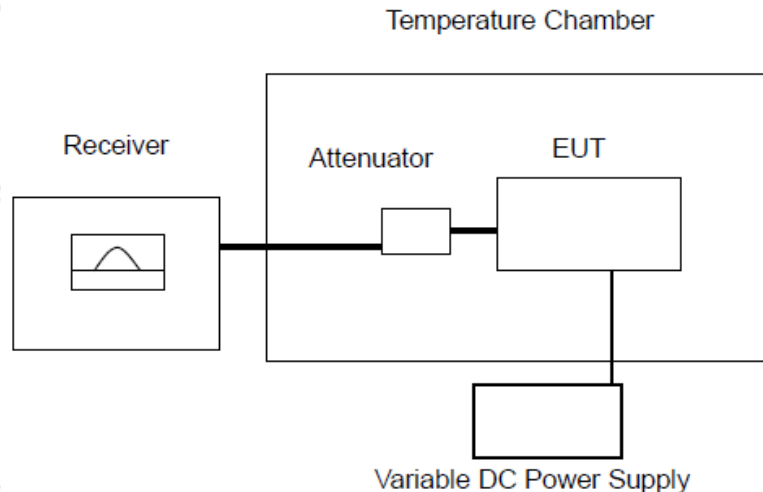 Temperature Chamber
Receiver
Attenuator
EUT
Variable DC Power Supply